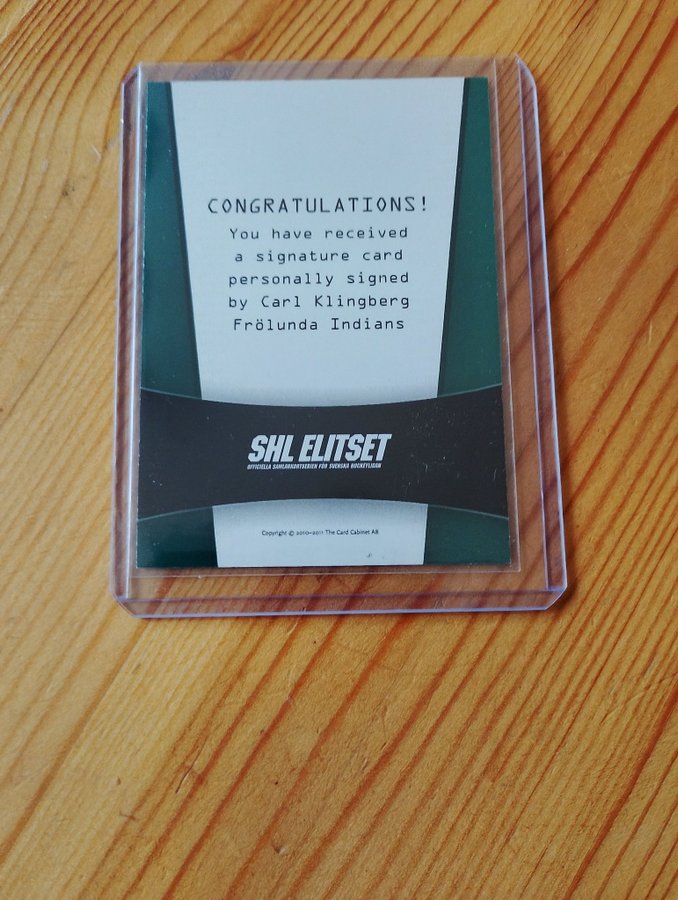 CONGRATULATIONS!
You have received
a signature card
personally signed
by Carl Klingberg
Frölunda Indians
SHL ELITSET
OFFICIELLA SAMLARKORTSERIEN FÖR SVENSKA HOCKEYLIGAN
Copyright © 2010–2011 The Card Cabinet AB